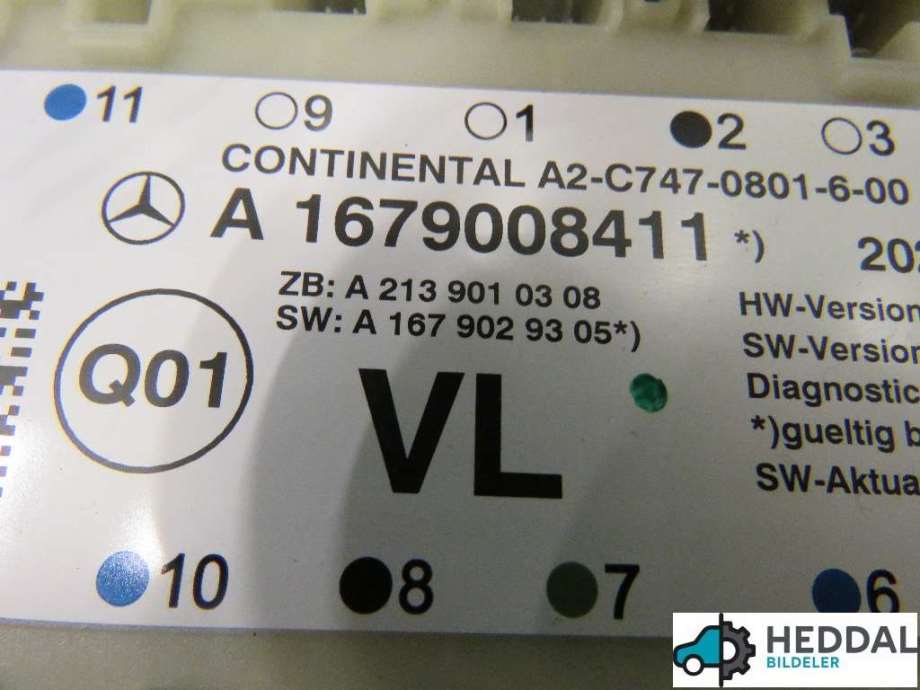 11 9 1 2 3
CONTINENTAL A2-C747-0801-6-00
A 1679008411 *)
202
ZB: A 213 901 03 08
SW: A 167 902 93 05*)
HW-Version
SW-Version
Diagnostic
*)gueltig b
SW-Aktua
Q01
VL
10 8 7 6
HEDDAL
BILDELER